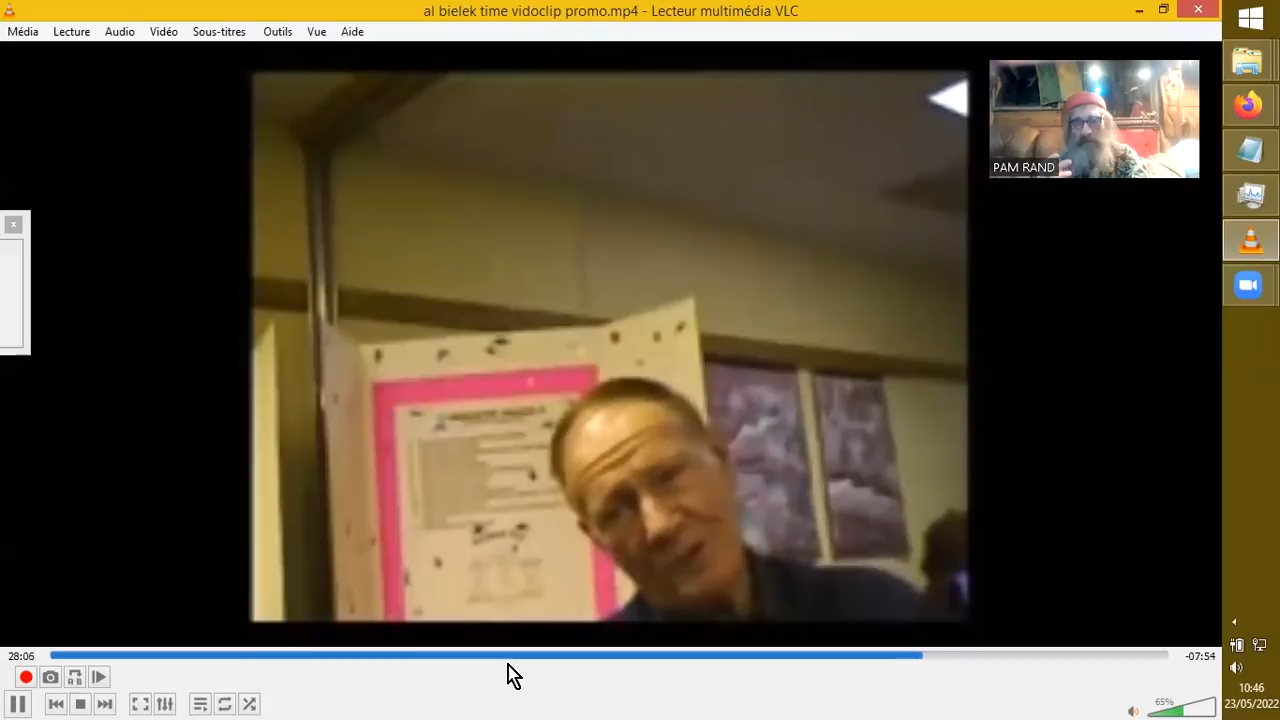 al bielek time vidoclip promo.mp4 - Lecteur multimédia VLC
Média Lecture Audio Vidéo Sous-titres Outils Vue Aide
PAM RAND
28:06
-07:54
65%
10:46
23/05/2022